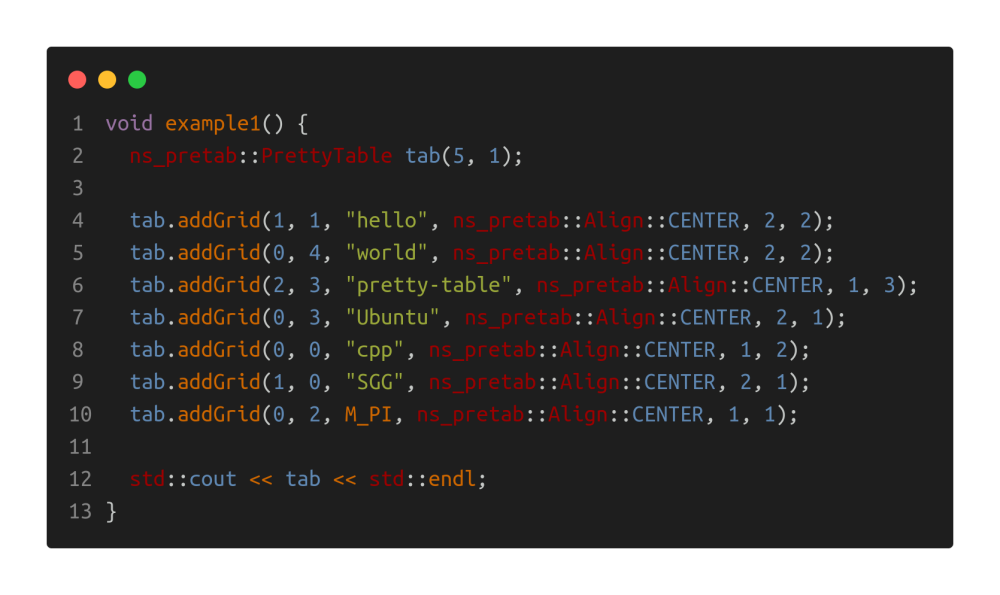 1 void example1() {
2   ns_pretab::PrettyTable tab(5, 1);
3
4   tab.addGrid(1, 1, "hello", ns_pretab::Align::CENTER, 2, 2);
5   tab.addGrid(0, 4, "world", ns_pretab::Align::CENTER, 2, 2);
6   tab.addGrid(2, 3, "pretty-table", ns_pretab::Align::CENTER, 1, 3);
7   tab.addGrid(0, 3, "Ubuntu", ns_pretab::Align::CENTER, 2, 1);
8   tab.addGrid(0, 0, "cpp", ns_pretab::Align::CENTER, 1, 2);
9   tab.addGrid(1, 0, "SGG", ns_pretab::Align::CENTER, 2, 1);
10   tab.addGrid(0, 2, M_PI, ns_pretab::Align::CENTER, 1, 1);
11
12   std::cout << tab << std::endl;
13 }